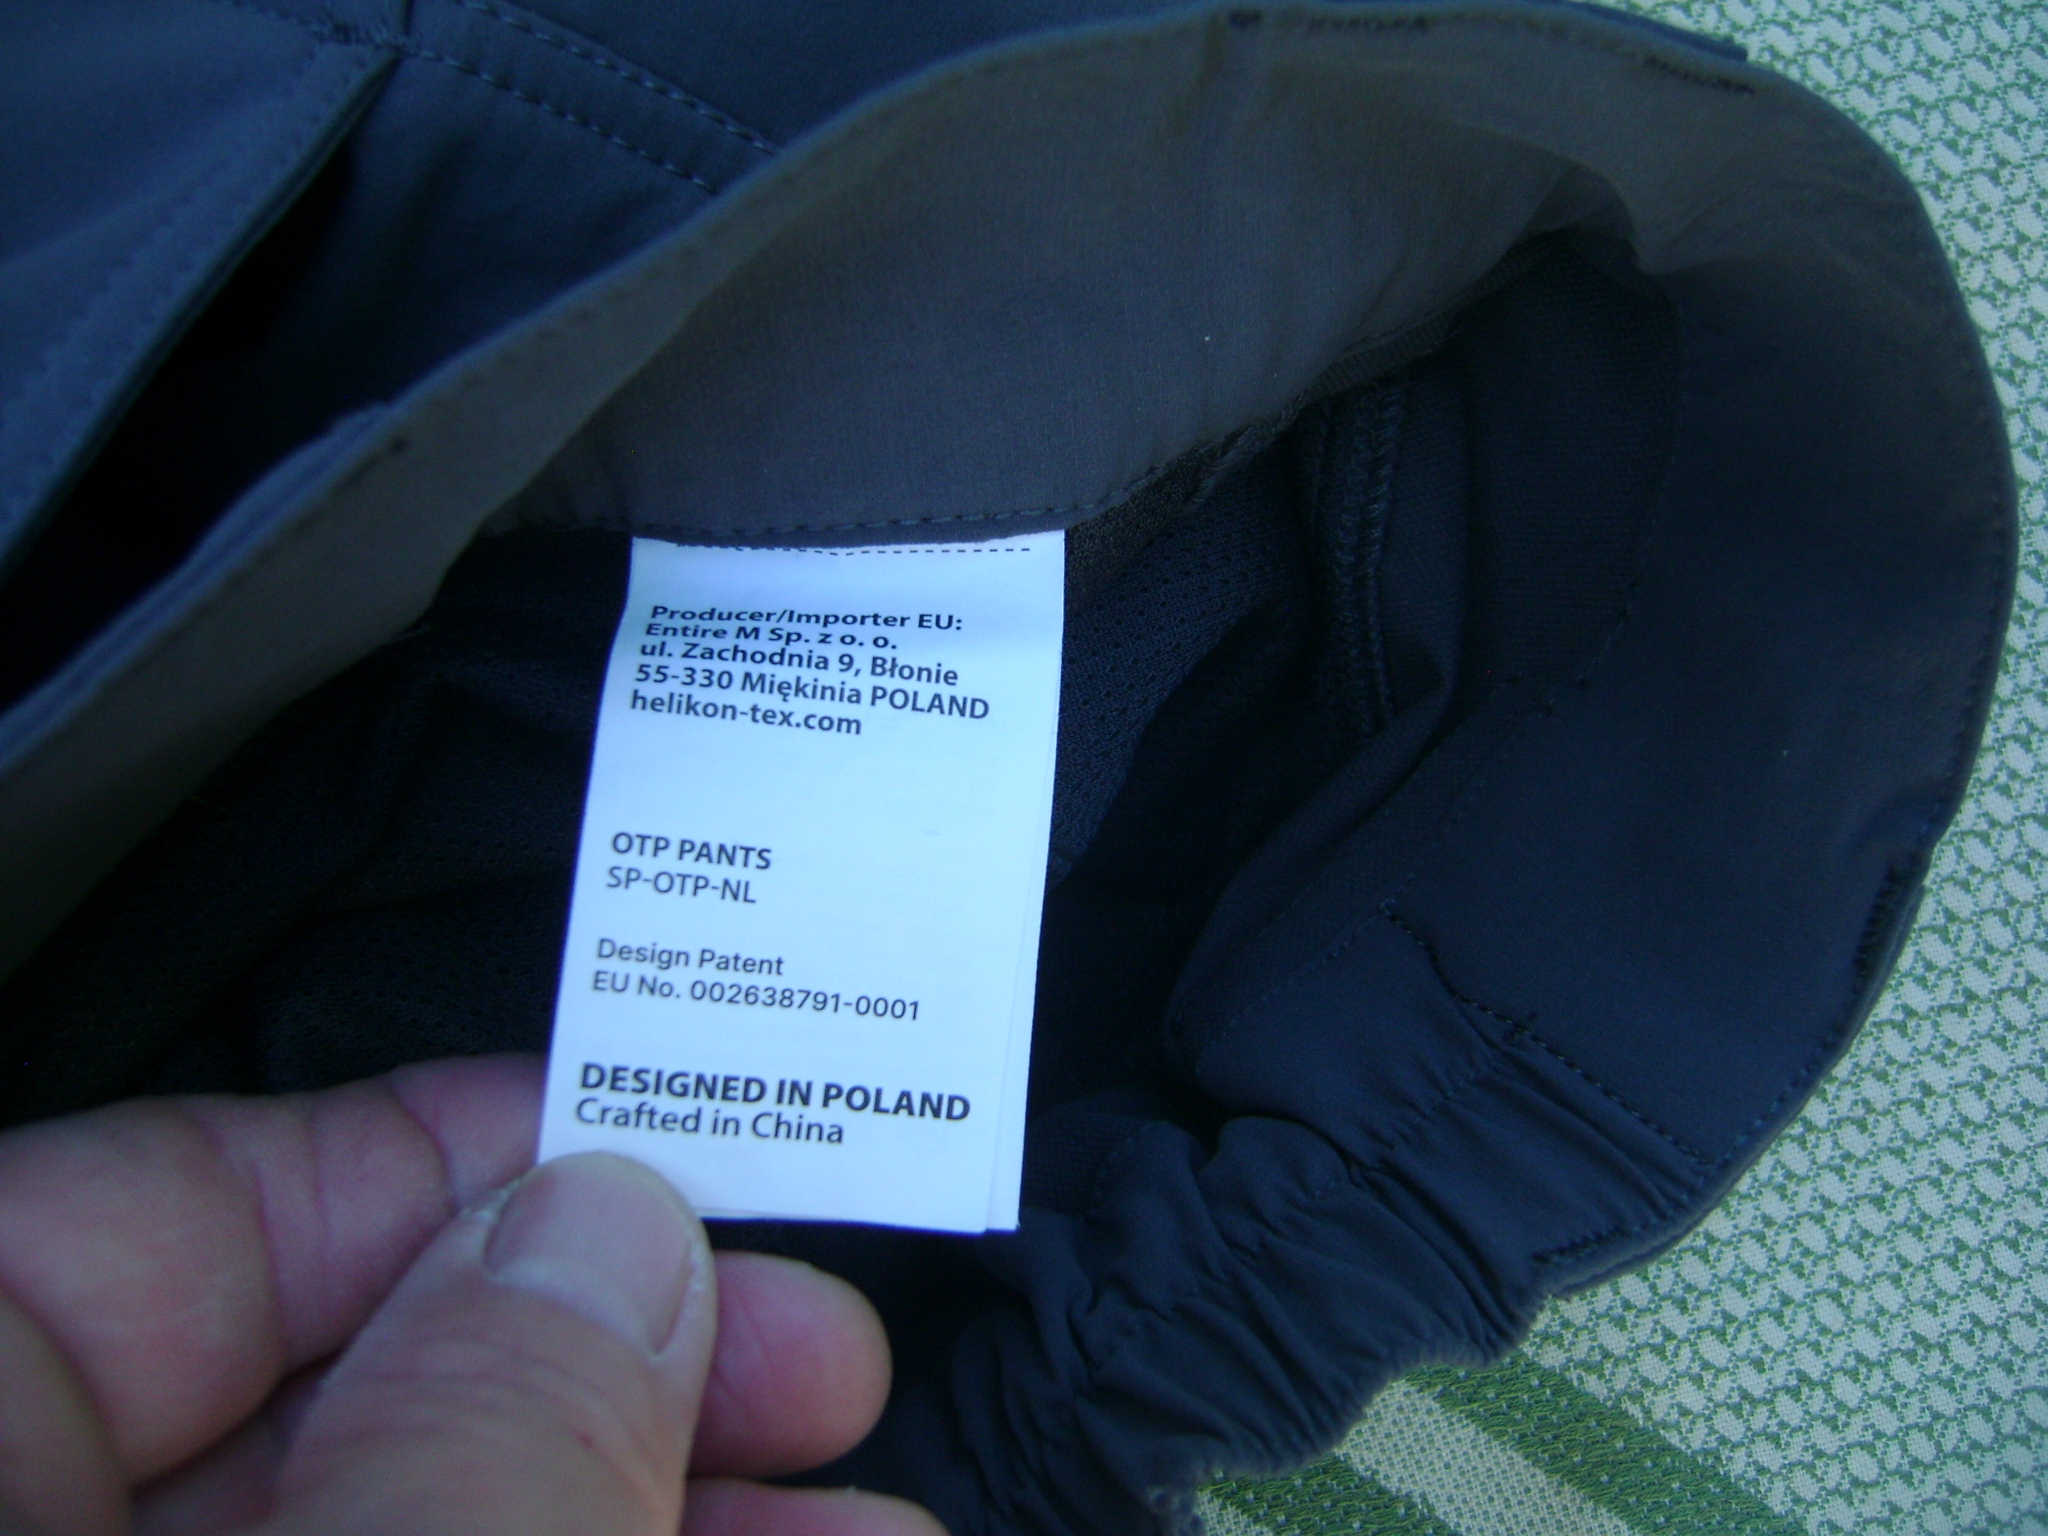 Producer/Importer EU:
Entire M Sp. z o. o.
ul. Zachodnia 9, Błonie
55-330 Miękinia POLAND
helikon-tex.com
OTP PANTS
SP-OTP-NL
Design Patent
EU No. 002638791-0001
DESIGNED IN POLAND
Crafted in China